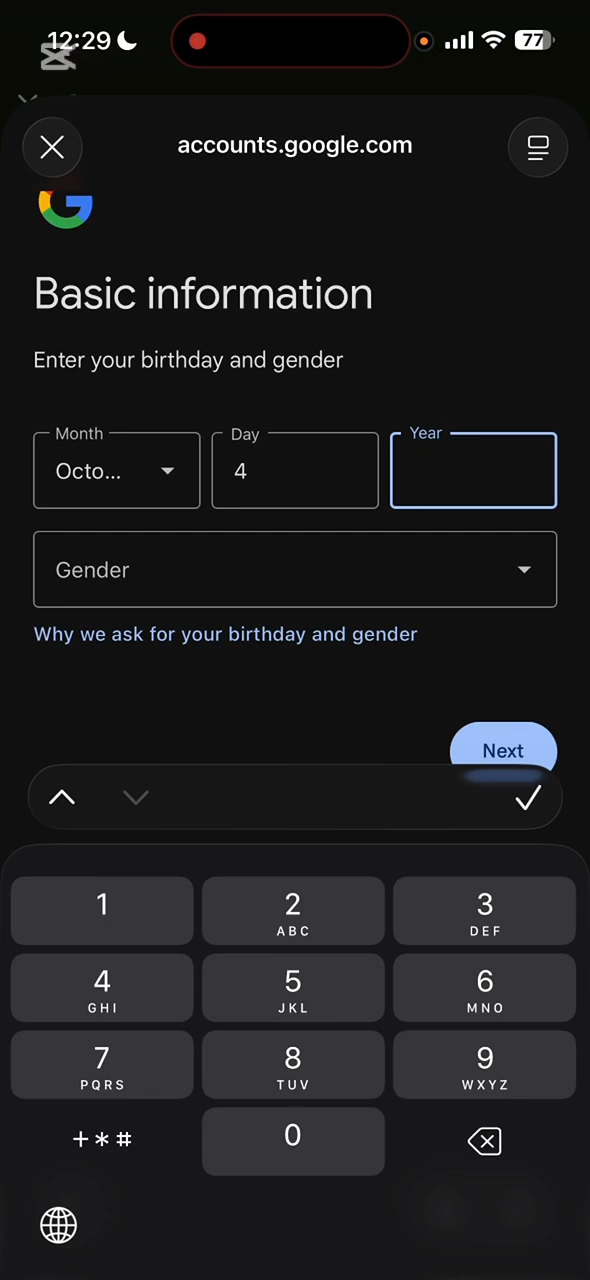 12:29
77
accounts.google.com
Basic information
Enter your birthday and gender
Month
Day
Year
Octo...
4
Gender
Why we ask for your birthday and gender
Next
1
2
ABC
3
DEF
4
GHI
5
JKL
6
MNO
7
PQRS
8
TUV
9
WXYZ
+*#
0